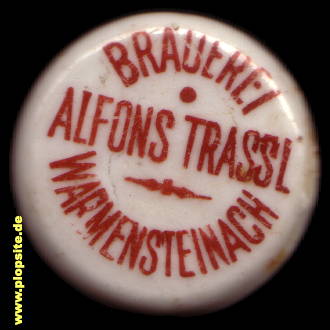 BRAUEREI
ALFONS TRASSL
WARMENSTEINACH
www.plopsite.de